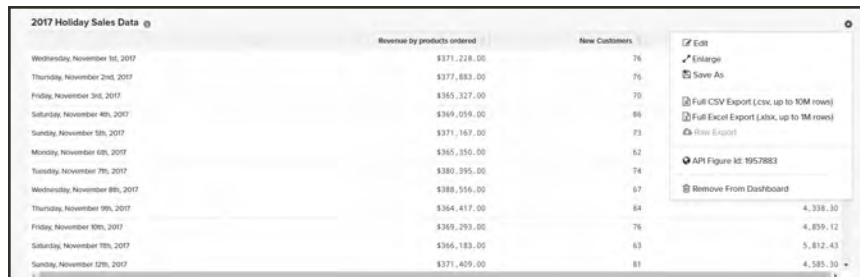 2017 Holiday Sales Data
Revenue by products ordered New Customers
Wednesday, November 1st, 2017 $371,228.00 76
Thursday, November 2nd, 2017 $377,883.00 76
Friday, November 3rd, 2017 $365,327.00 70
Saturday, November 4th, 2017 $369,059.00 86
Sunday, November 5th, 2017 $371,167.00 73
Monday, November 6th, 2017 $365,350.00 62
Tuesday, November 7th, 2017 $380,395.00 74
Wednesday, November 8th, 2017 $388,556.00 67
Thursday, November 9th, 2017 $364,417.00 64 4,338.30
Friday, November 10th, 2017 $369,293.00 76 4,859.12
Saturday, November 11th, 2017 $366,183.00 63 5,812.43
Sunday, November 12th, 2017 $371,409.00 81 4,585.30
Edit
Enlarge
Save As
Full CSV Export (.csv, up to 10M rows)
Full Excel Export (.xlsx, up to 1M rows)
Raw Export
API Figure Id: 1957883
Remove From Dashboard